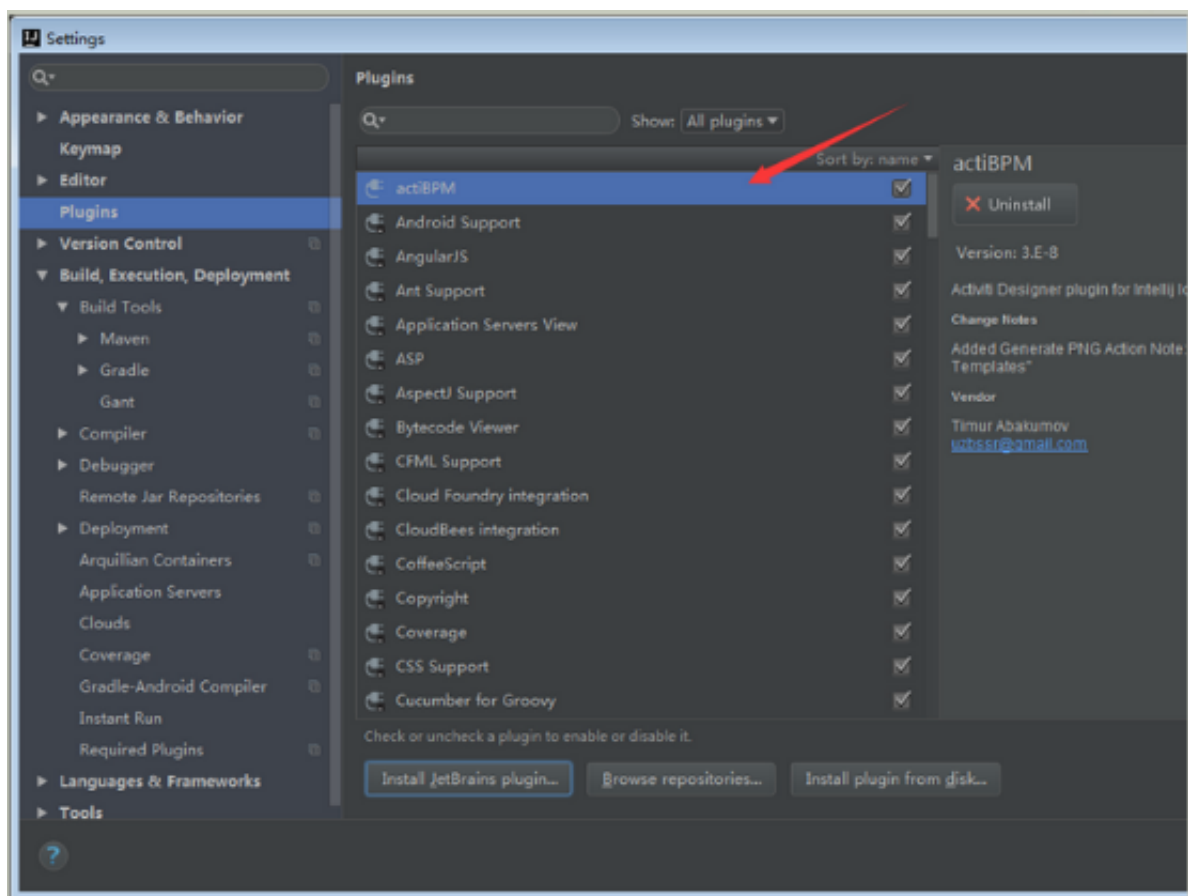 Settings
Appearance & Behavior
Keymap
Editor
Plugins
Version Control
Build, Execution, Deployment
Build Tools
Maven
Gradle
Gant
Compiler
Debugger
Remote Jar Repositories
Deployment
Arquillian Containers
Application Servers
Clouds
Coverage
Gradle-Android Compiler
Instant Run
Required Plugins
Languages & Frameworks
Tools
?
Plugins
Show: All plugins
Sort by: name
actiBPM
Android Support
AngularJS
Ant Support
Application Servers View
ASP
AspectJ Support
Bytecode Viewer
CFML Support
Cloud Foundry integration
CloudBees integration
CoffeeScript
Copyright
Coverage
CSS Support
Cucumber for Groovy
Check or uncheck a plugin to enable or disable it.
Install JetBrains plugin... Browse repositories... Install plugin from disk...
actiBPM
Uninstall
Version: 3.E-8
Activiti Designer plugin for Intellij
Change Notes
Added Generate PNG Action Note:
Templates"
Vendor
Timur Abakumov
uzbssr@gmail.com